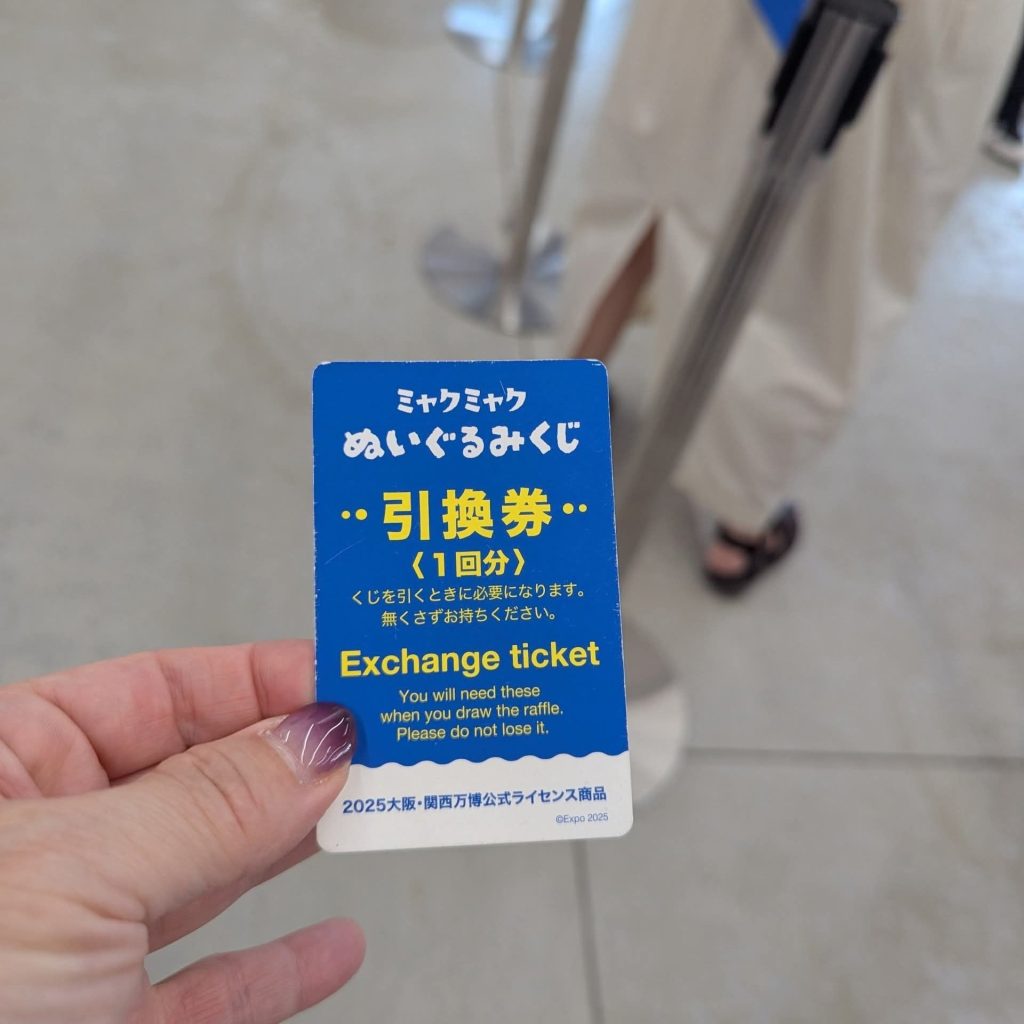 ミャクミャク
ぬいぐるみくじ
・・引換券・・
〈1回分〉
くじを引くときに必要になります。
無くさずお持ちください。
Exchange ticket
You will need these
when you draw the raffle.
Please do not lose it.
2025大阪・関西万博公式ライセンス商品
©Expo 2025